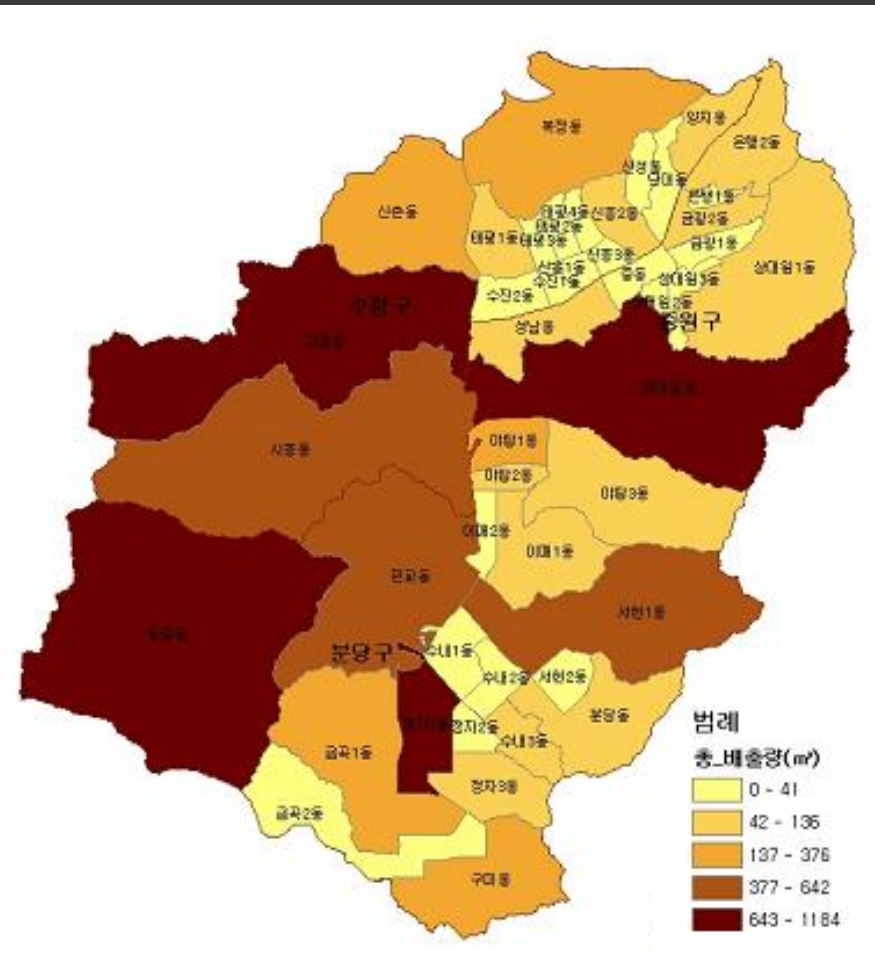 복정동
양지동
은행2동
산성동
단대동
은행1동
신촌동
태평4동
신흥2동
금광2동
태평2동
태평1동
태평3동
금광1동
신흥3동
상대원1동
신흥1동
중동
상대원3동
수진1동
수진2동
수정구
성남동
중원구
야탑1동
시흥동
야탑2동
야탑3동
이매2동
이매1동
판교동
서현1동
분당구
수내1동
수내2동
서현2동
분당동
정자2동
수내3동
금곡1동
정자3동
금곡2동
구미동
범례
총_배출량(㎥)
0 - 41
42 - 136
137 - 376
377 - 642
643 - 1184